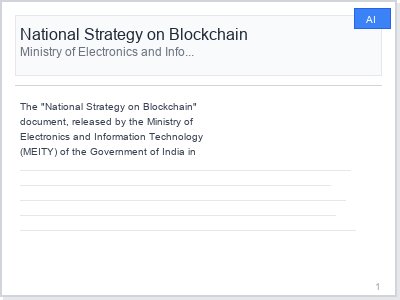 AI
National Strategy on Blockchain
Ministry of Electronics and Info...
The "National Strategy on Blockchain"
document, released by the Ministry of
Electronics and Information Technology
(MEITY) of the Government of India in
1